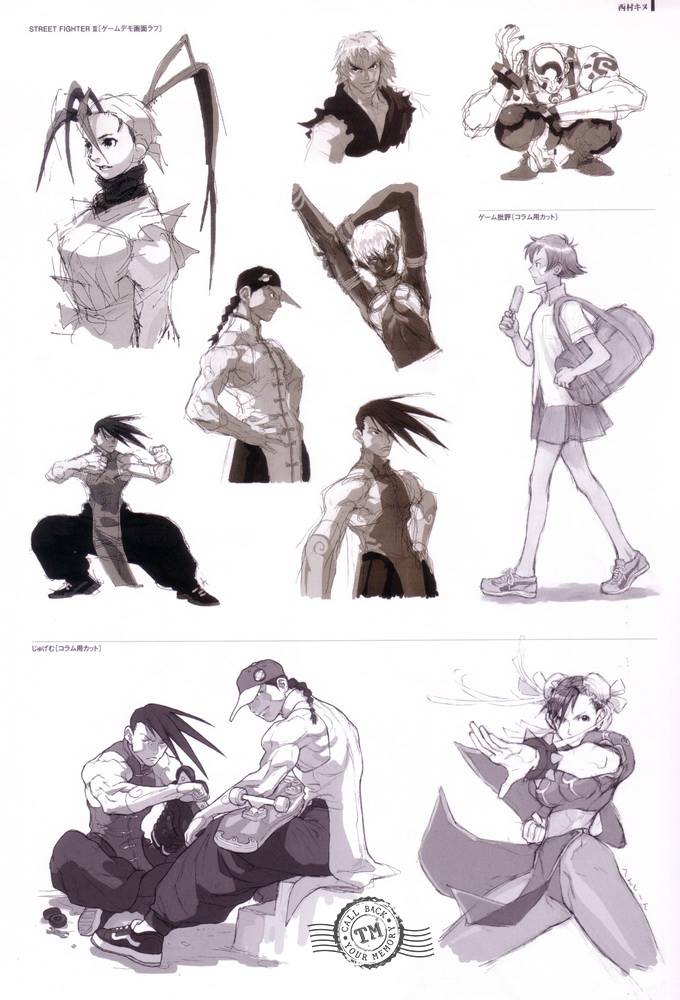 西村キヌ
STREET FIGHTER Ⅲ［ゲームデモ画面ラフ］
ゲーム批評［コラム用カット］
じゅげむ［コラム用カット］
CALL BACK
TM
YOUR MEMORY